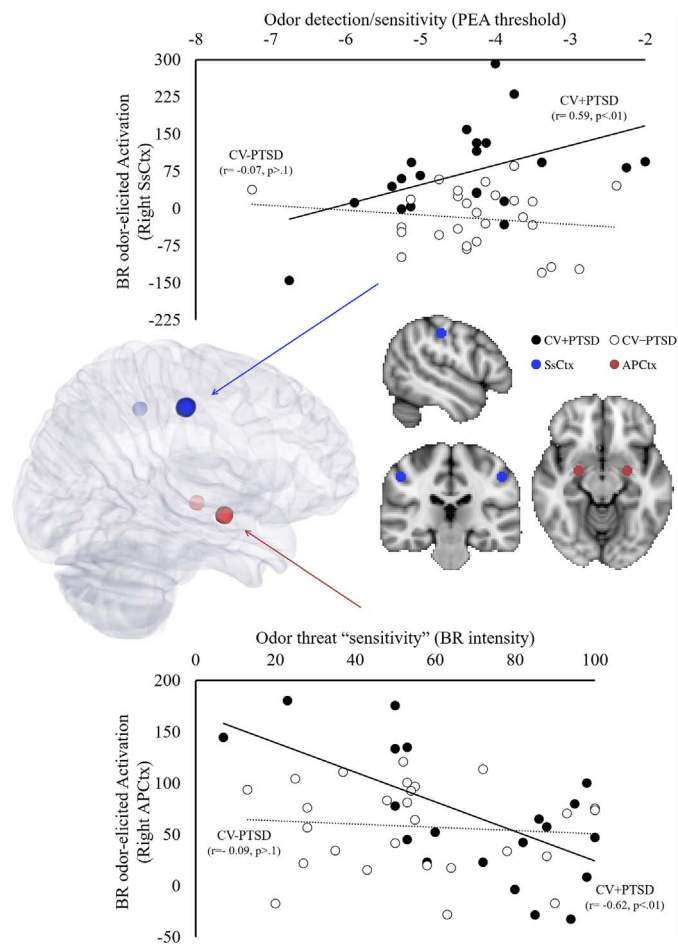 Odor detection/sensitivity (PEA threshold)
-8 -7 -6 -5 -4 -3 -2
300
225
150
75
0
-75
-150
-225
BR odor-elicited Activation
(Right SsCtx)
CV+PTSD
(r= 0.59, p<.01)
CV-PTSD
(r= -0.07, p>.1)
CV+PTSD CV−PTSD
SsCtx APCtx
Odor threat “sensitivity” (BR intensity)
0 20 40 60 80 100
200
150
100
50
0
-50
BR odor-elicited Activation
(Right APCtx)
CV-PTSD
(r=- 0.09, p>.1)
CV+PTSD
(r= -0.62, p<.01)